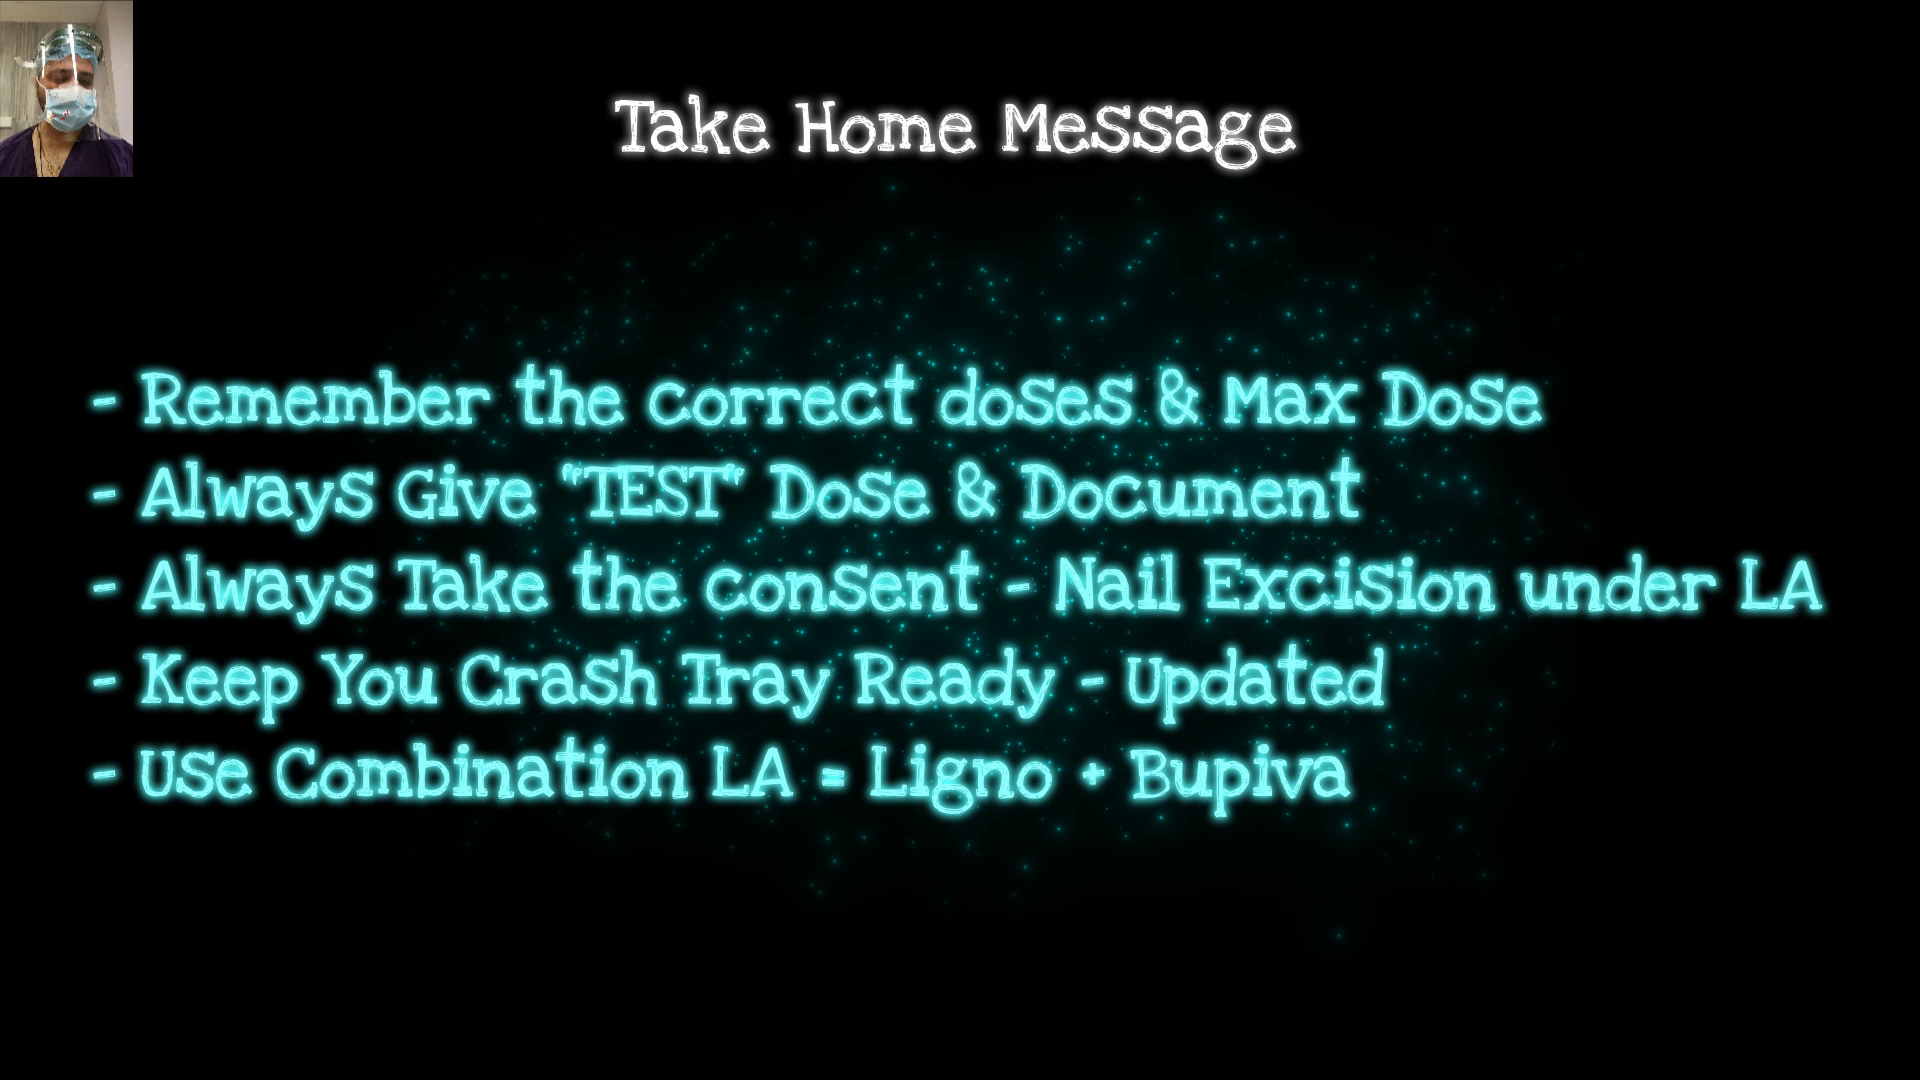 Take Home Message
- Remember the correct doses & Max Dose
- Always Give "TEST" Dose & Document
- Always Take the consent - Nail Excision under LA
- Keep You Crash Tray Ready - Updated
- Use Combination LA = Ligno + Bupiva